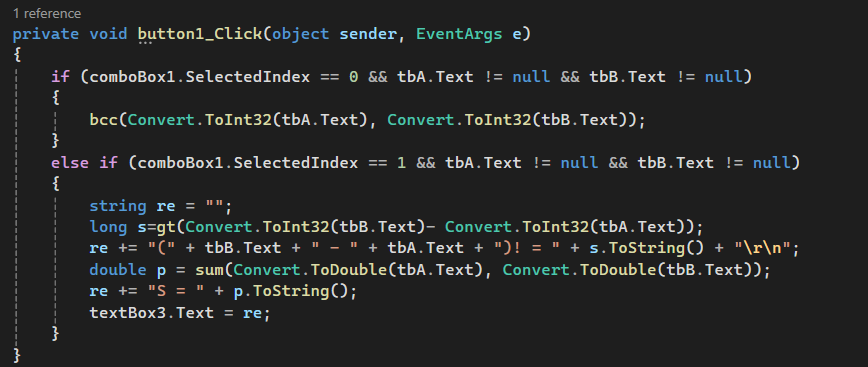 1 reference
private void button1_Click(object sender, EventArgs e)
{
if (comboBox1.SelectedIndex == 0 && tbA.Text != null && tbB.Text != null)
{
bcc(Convert.ToInt32(tbA.Text), Convert.ToInt32(tbB.Text));
}
else if (comboBox1.SelectedIndex == 1 && tbA.Text != null && tbB.Text != null)
{
string re = "";
long s=gt(Convert.ToInt32(tbB.Text)- Convert.ToInt32(tbA.Text));
re += "(" + tbB.Text + " - " + tbA.Text + ")! = " + s.ToString() + "\r\n";
double p = sum(Convert.ToDouble(tbA.Text), Convert.ToDouble(tbB.Text));
re += "S = " + p.ToString();
textBox3.Text = re;
}
}